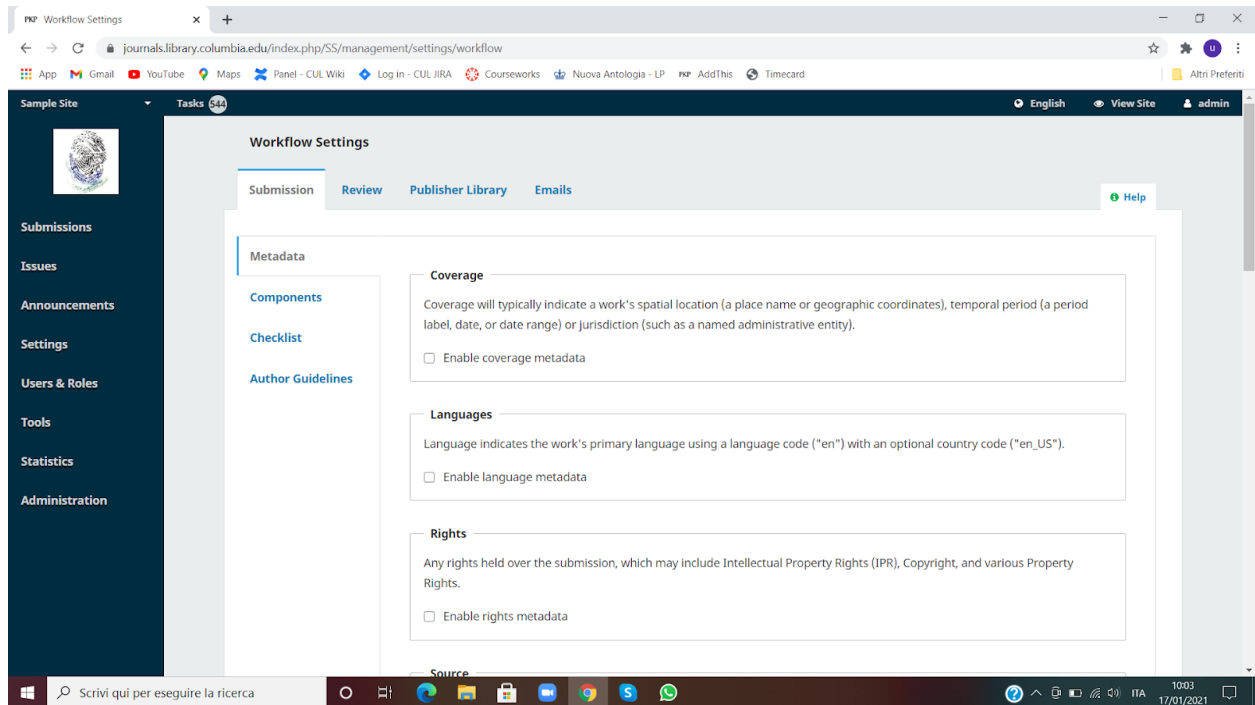 PKP Workflow Settings
journals.library.columbia.edu/index.php/SS/management/settings/workflow
u
App Gmail YouTube Maps Panel - CUL Wiki Log in - CUL JIRA Courseworks Nuova Antologia - LP PKP AddThis Timecard Altri Preferiti
Sample Site Tasks 544 English View Site admin
Workflow Settings
Submission Review Publisher Library Emails
Help
Submissions
Issues
Announcements
Settings
Users & Roles
Tools
Statistics
Administration
Metadata
Components
Checklist
Author Guidelines
Coverage
Coverage will typically indicate a work's spatial location (a place name or geographic coordinates), temporal period (a period
label, date, or date range) or jurisdiction (such as a named administrative entity).
Enable coverage metadata
Languages
Language indicates the work's primary language using a language code ("en") with an optional country code ("en_US").
Enable language metadata
Rights
Any rights held over the submission, which may include Intellectual Property Rights (IPR), Copyright, and various Property
Rights.
Enable rights metadata
Source
Scrivi qui per eseguire la ricerca
ITA
10:03
17/01/2021